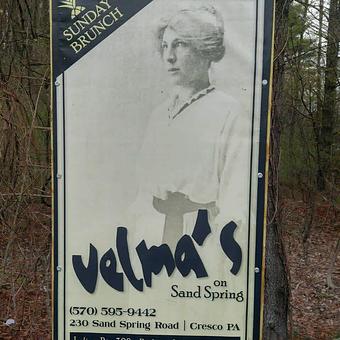 SUNDAY
BRUNCH
velma's
on
Sand Spring
(570) 595-9442
230 Sand Spring Road | Cresco PA